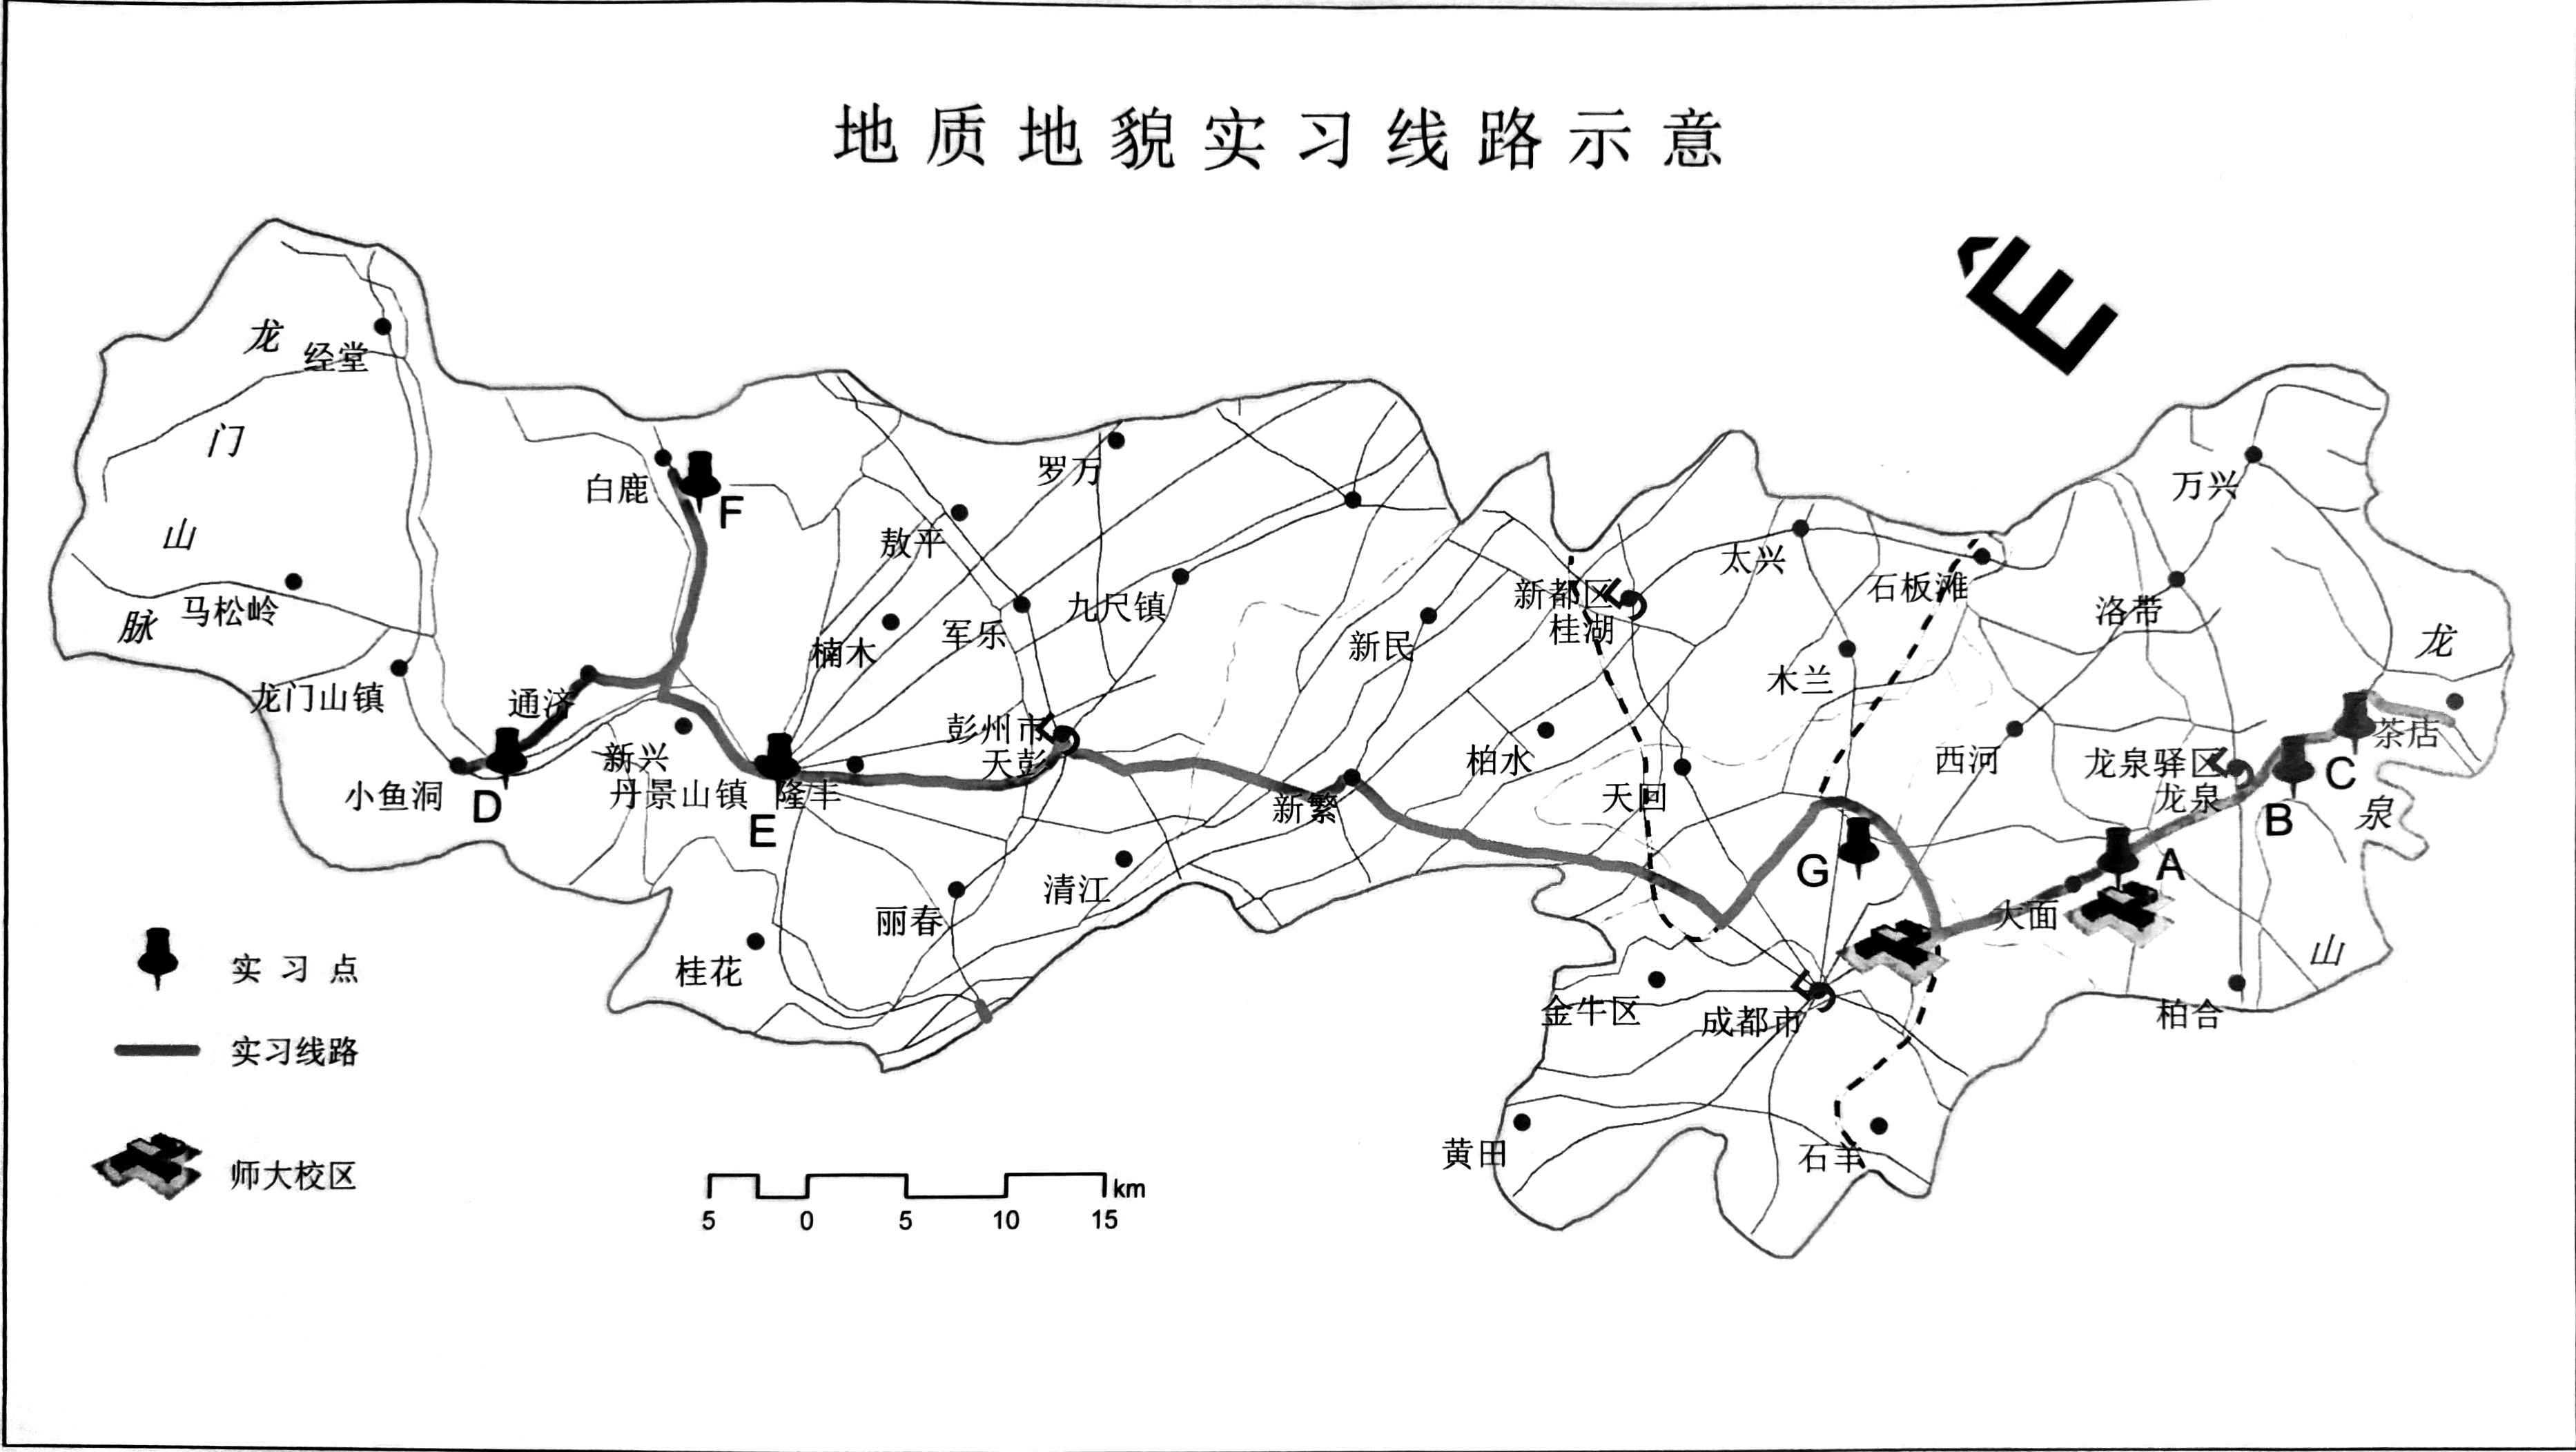 地质地貌实习线路示意
龙
经堂
门
白鹿
F
罗万
万兴
山
敖平
太兴
石板滩
新都区
桂湖
脉
马松岭
楠木
军乐
九尺镇
新民
洛带
龙
龙门山镇
通济
木兰
彭州市
天彭
新兴
柏水
西河
龙泉驿区
龙泉
茶店
C
小鱼洞
D
丹景山镇
隆丰
E
新繁
天回
B
泉
G
A
清江
丽春
大面
桂花
山
金牛区
成都市
柏合
黄田
石羊
实习点
实习线路
师大校区
km
5 0 5 10 15